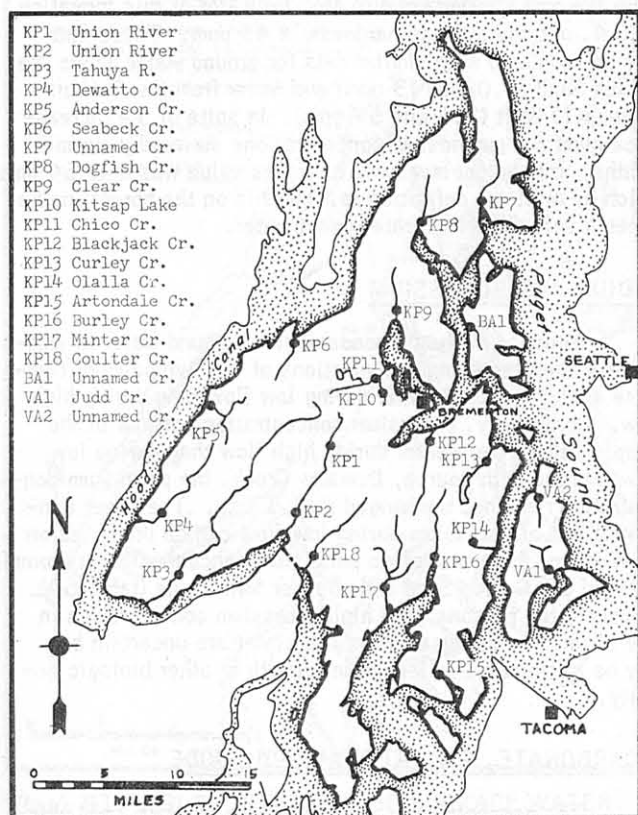 KP1 Union River
KP2 Union River
KP3 Tahuya R.
KP4 Dewatto Cr.
KP5 Anderson Cr.
KP6 Seabeck Cr.
KP7 Unnamed Cr.
KP8 Dogfish Cr.
KP9 Clear Cr.
KP10 Kitsap Lake
KP11 Chico Cr.
KP12 Blackjack Cr.
KP13 Curley Cr.
KP14 Olalla Cr.
KP15 Artondale Cr.
KP16 Burley Cr.
KP17 Minter Cr.
KP18 Coulter Cr.
BA1 Unnamed Cr.
VA1 Judd Cr.
VA2 Unnamed Cr.
KP7
KP8
Puget
KP9
BA1
Canal
KP6
SEATTLE
KP11
KP10
BREMERTON
KP5
KP12
KP1
KP13
Sound
Hood
VA2
N
KP4
KP2
KP14
KP18
KP16
KP3
VA1
KP17
KP15
TACOMA
0 5 10 15
MILES